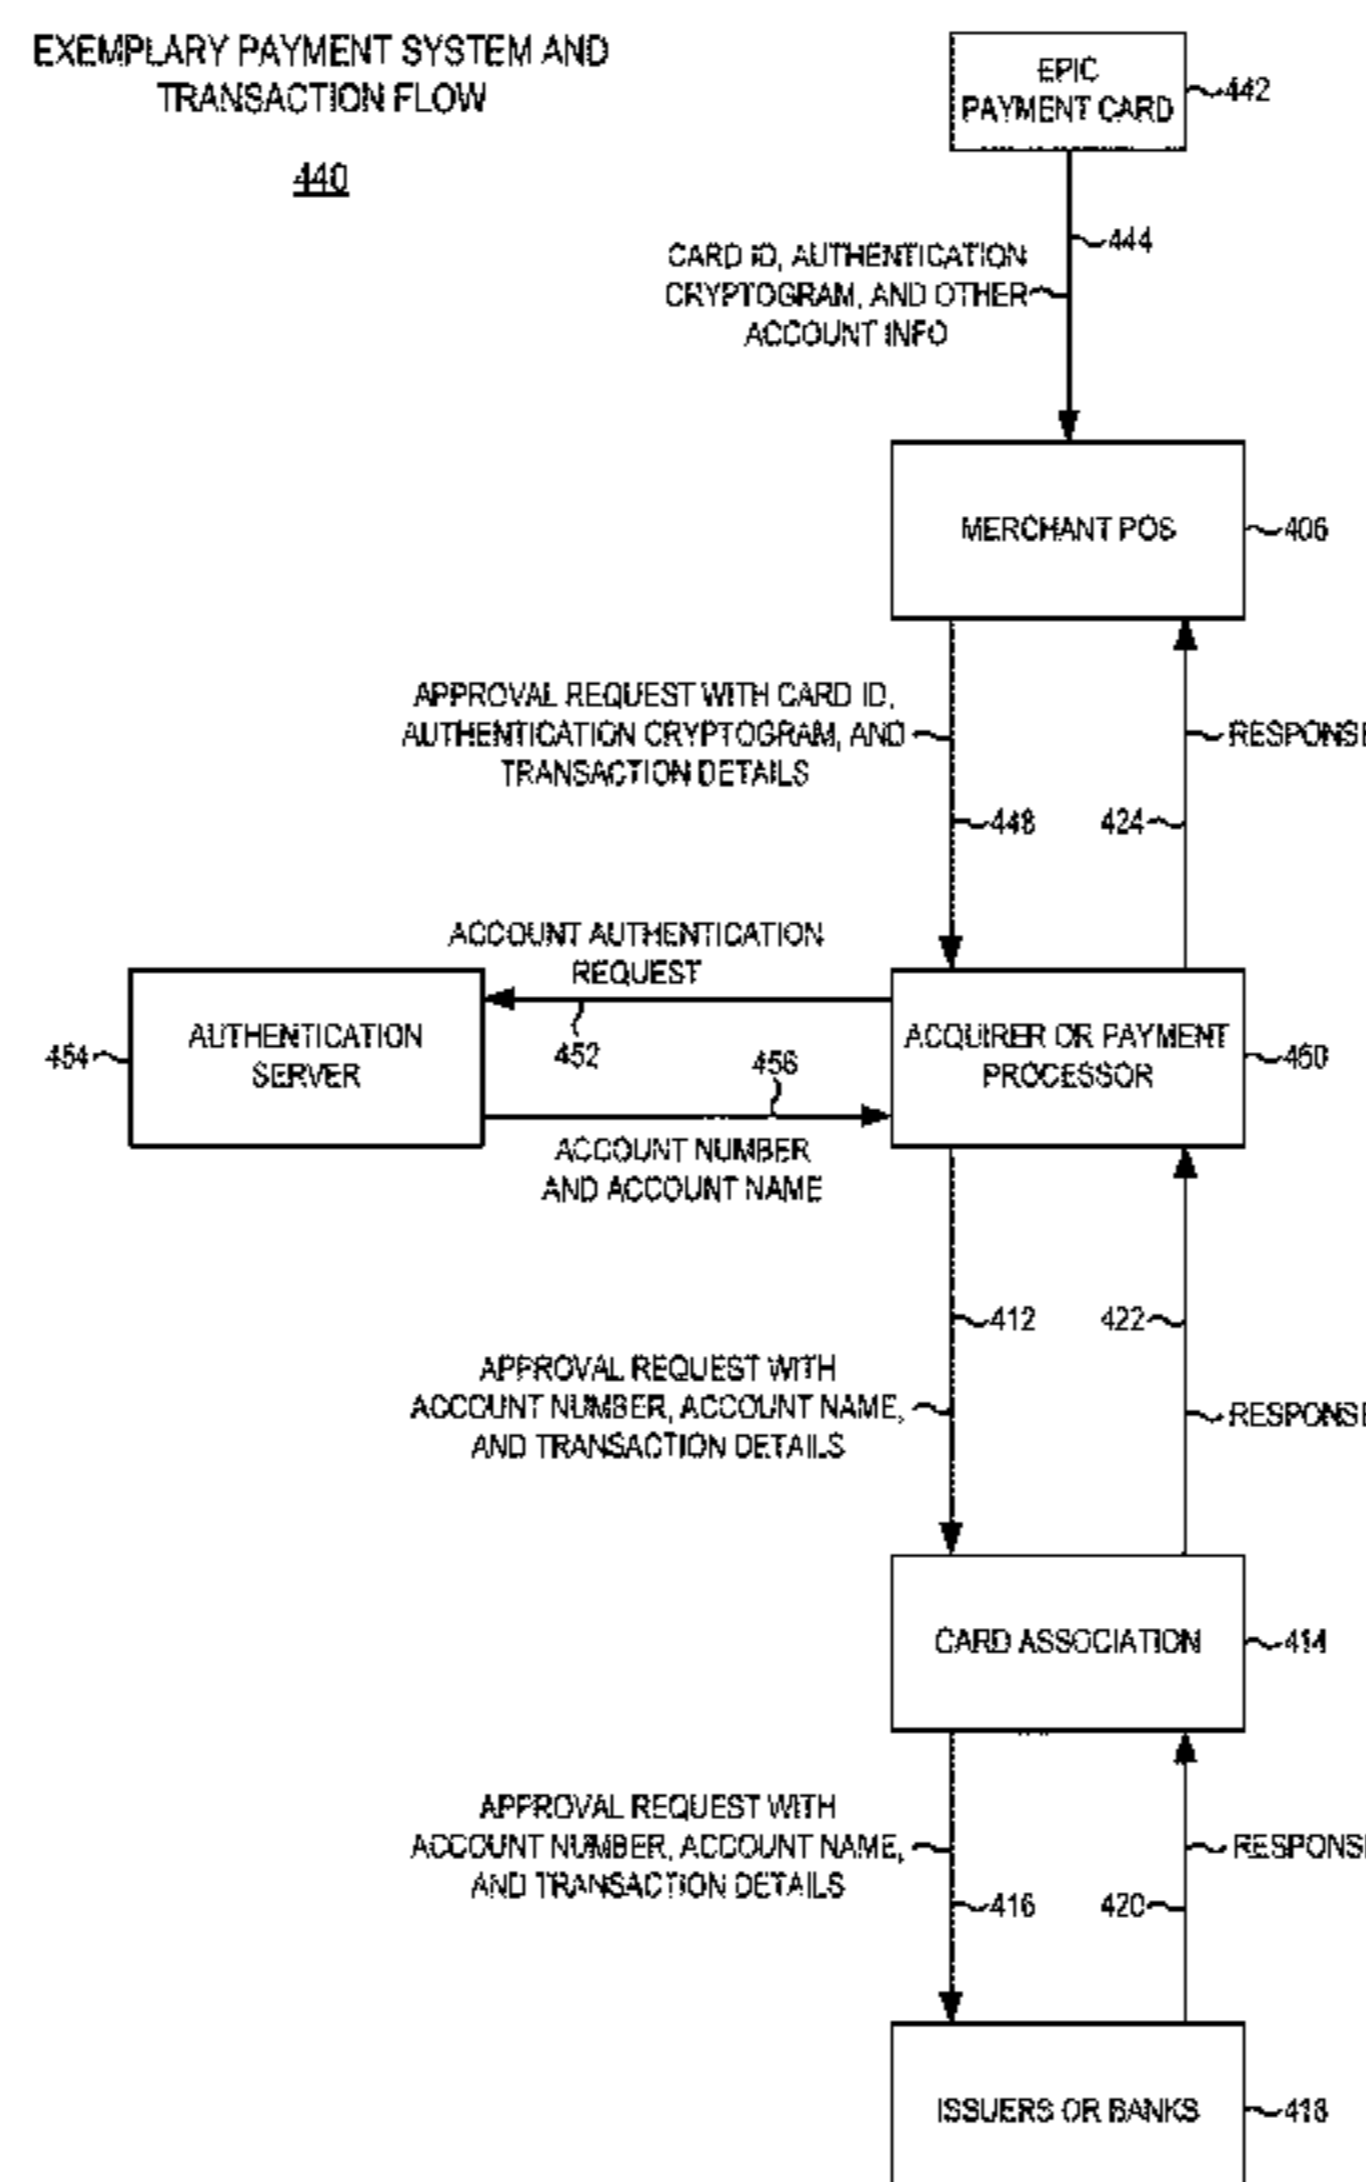 EXEMPLARY PAYMENT SYSTEM AND
TRANSACTION FLOW
440
EPIC
PAYMENT CARD
442
444
CARD ID, AUTHENTICATION
CRYPTOGRAM, AND OTHER
ACCOUNT INFO
MERCHANT POS
406
APPROVAL REQUEST WITH CARD ID,
AUTHENTICATION CRYPTOGRAM, AND
TRANSACTION DETAILS
RESPONSE
448
424
ACCOUNT AUTHENTICATION
REQUEST
452
454
AUTHENTICATION
SERVER
456
ACQUIRER OR PAYMENT
PROCESSOR
450
ACCOUNT NUMBER
AND ACCOUNT NAME
412
422
APPROVAL REQUEST WITH
ACCOUNT NUMBER, ACCOUNT NAME,
AND TRANSACTION DETAILS
RESPONSE
CARD ASSOCIATION
414
APPROVAL REQUEST WITH
ACCOUNT NUMBER, ACCOUNT NAME,
AND TRANSACTION DETAILS
RESPONSE
416
420
ISSUERS OR BANKS
418